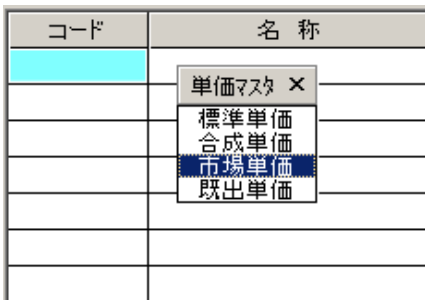 コード 名 称
単価ﾏｽﾀ ×
標準単価
合成単価
市場単価
既出単価